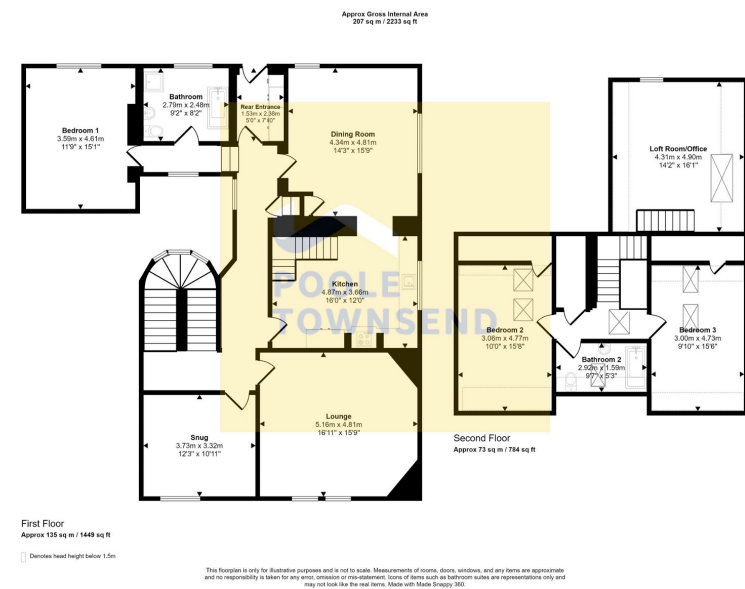 Approx Gross Internal Area
207 sq m / 2233 sq ft
Bedroom 1
3.59m x 4.61m
11'9" x 15'1"
Bathroom
2.79m x 2.48m
9'2" x 8'2"
Rear Entrance
1.53m x 2.38m
5'0" x 7'10"
Dining Room
4.34m x 4.81m
14'3" x 15'9"
Loft Room/Office
4.31m x 4.90m
14'2" x 16'1"
POOLE
TOWNSEND
Kitchen
4.87m x 3.66m
16'0" x 12'0"
Bedroom 2
3.06m x 4.77m
10'0" x 15'8"
Bedroom 3
3.00m x 4.73m
9'10" x 15'6"
Bathroom 2
2.92m x 1.59m
9'7" x 5'3"
Lounge
5.16m x 4.81m
16'11" x 15'9"
Snug
3.73m x 3.32m
12'3" x 10'11"
Second Floor
Approx 73 sq m / 784 sq ft
First Floor
Approx 135 sq m / 1449 sq ft
Denotes head height below 1.5m
This floorplan is only for illustrative purposes and is not to scale. Measurements of rooms, doors, windows, and any items are approximate
and no responsibility is taken for any error, omission or mis-statement. Icons of items such as bathroom suites are representations only and
may not look like the real items. Made with Made Snappy 360.